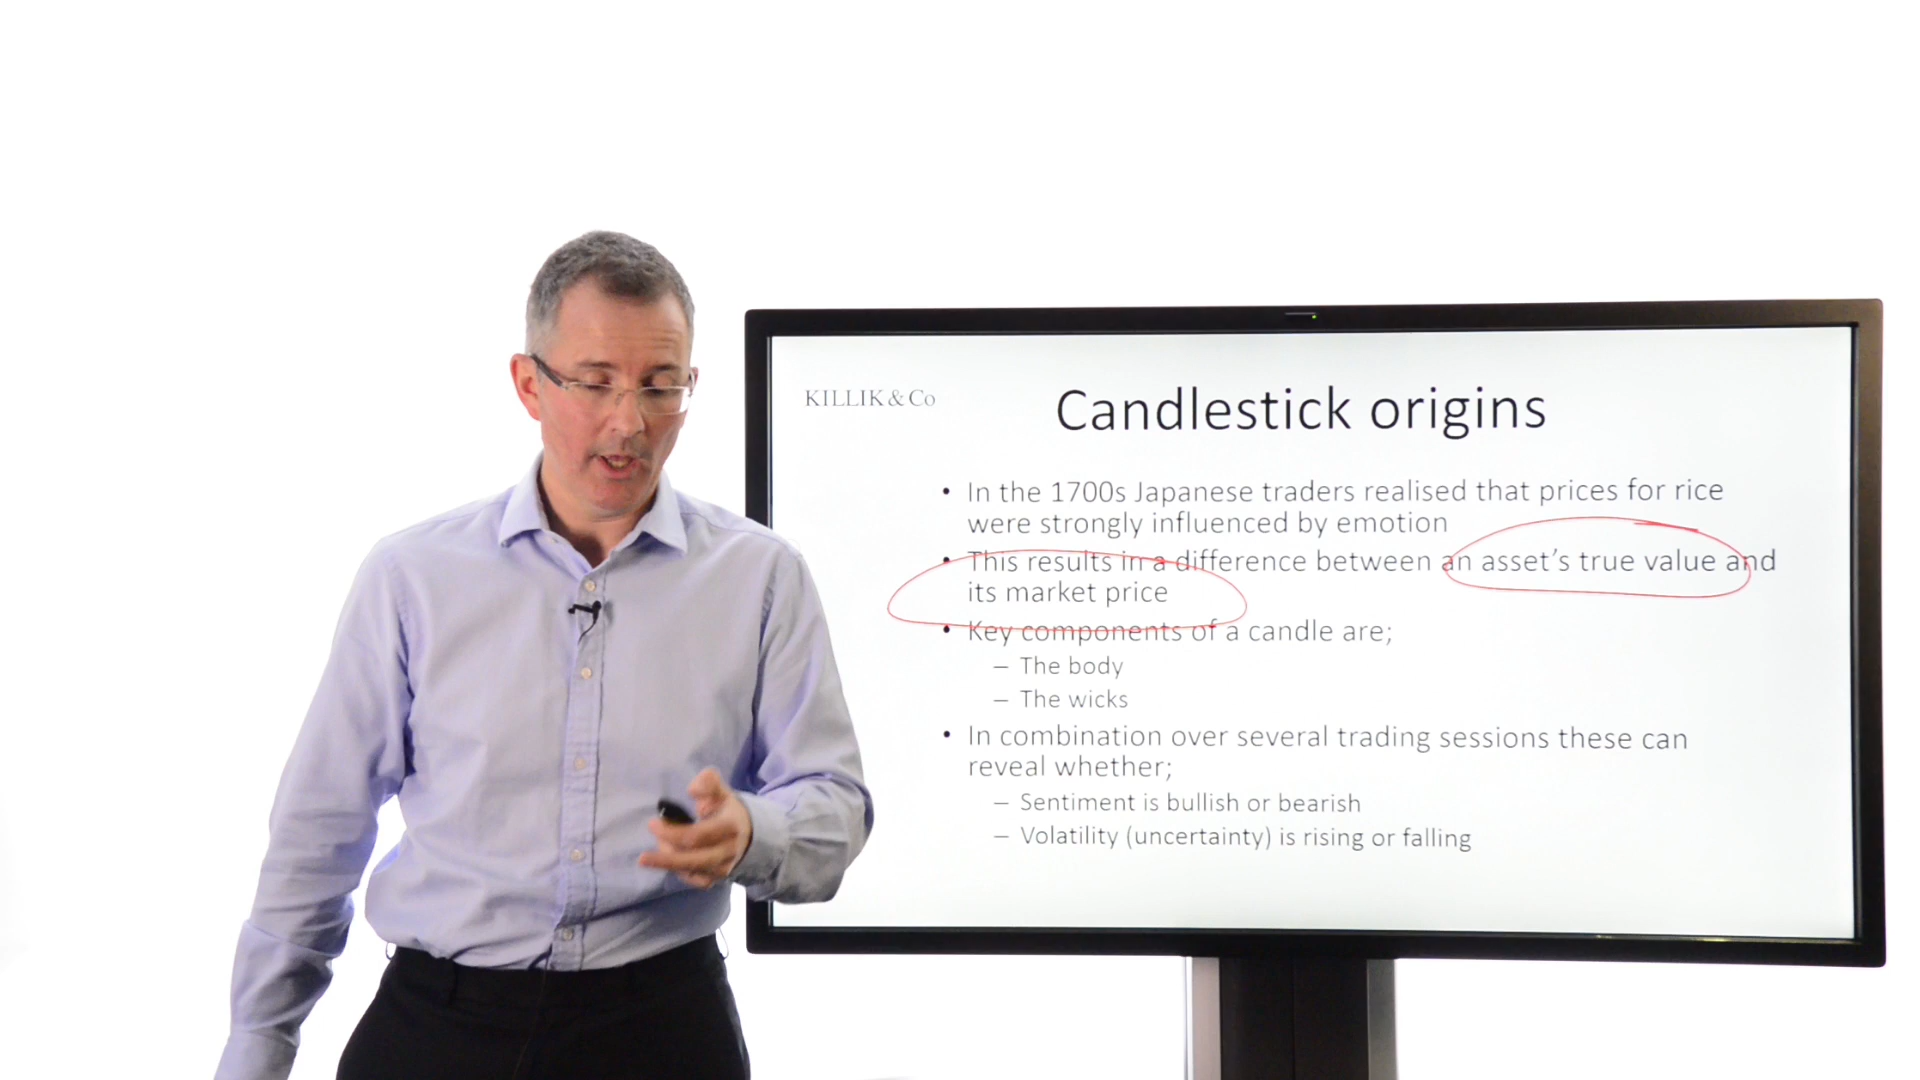 KILLIK & Co
Candlestick origins
• In the 1700s Japanese traders realised that prices for rice
were strongly influenced by emotion
• This results in a difference between an asset's true value and
its market price
• Key components of a candle are;
– The body
– The wicks
• In combination over several trading sessions these can
reveal whether;
– Sentiment is bullish or bearish
– Volatility (uncertainty) is rising or falling